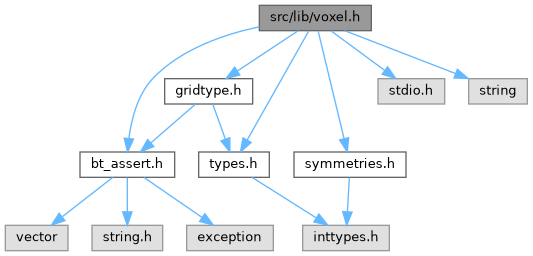 src/lib/voxel.h
gridtype.h
stdio.h
string
bt_assert.h
types.h
symmetries.h
vector
string.h
exception
inttypes.h